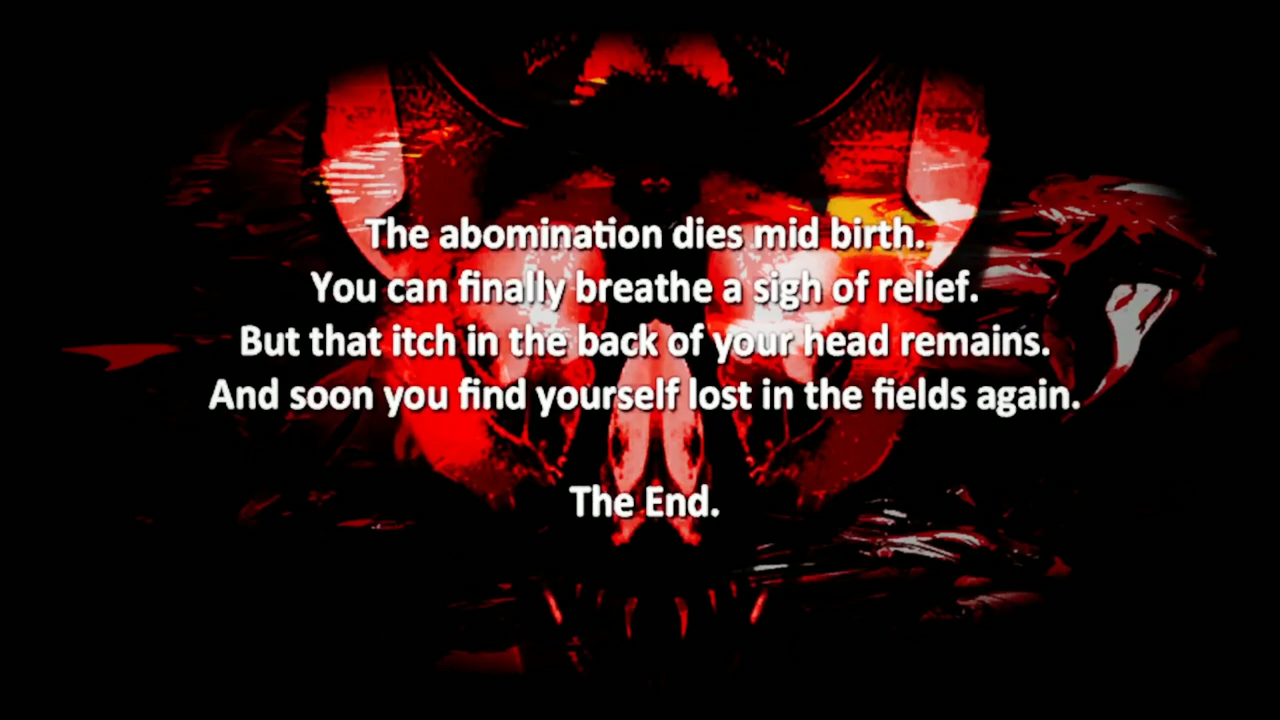 The abomination dies mid birth.
You can finally breathe a sigh of relief.
But that itch in the back of your head remains.
And soon you find yourself lost in the fields again.
The End.